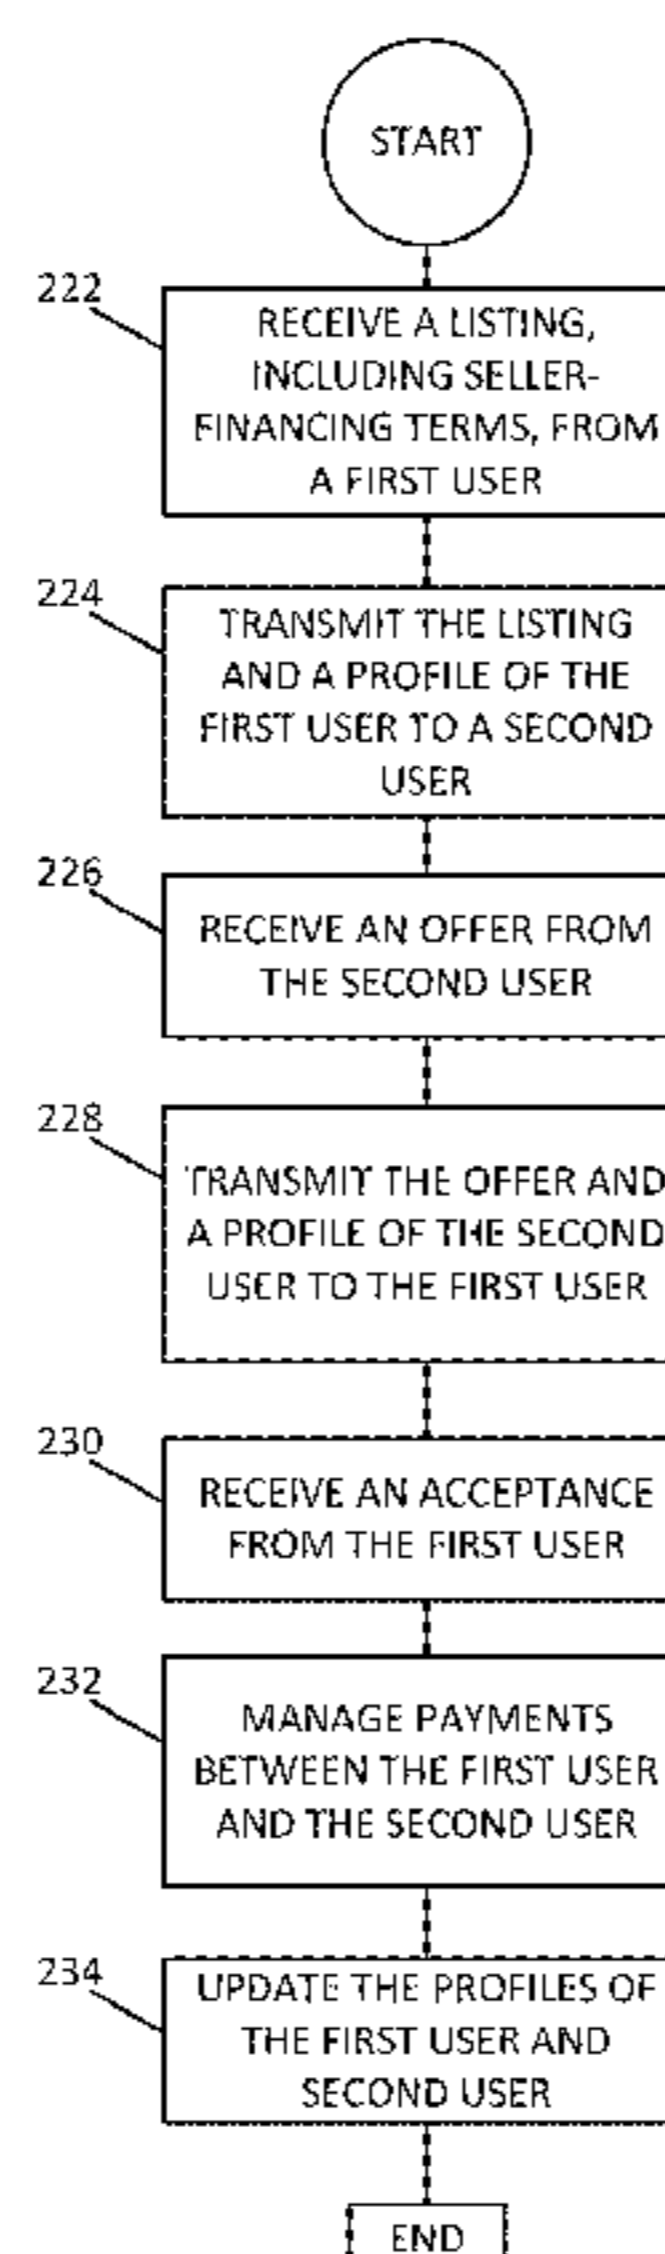 START
222
RECEIVE A LISTING,
INCLUDING SELLER-
FINANCING TERMS, FROM
A FIRST USER
224
TRANSMIT THE LISTING
AND A PROFILE OF THE
FIRST USER TO A SECOND
USER
226
RECEIVE AN OFFER FROM
THE SECOND USER
228
TRANSMIT THE OFFER AND
A PROFILE OF THE SECOND
USER TO THE FIRST USER
230
RECEIVE AN ACCEPTANCE
FROM THE FIRST USER
232
MANAGE PAYMENTS
BETWEEN THE FIRST USER
AND THE SECOND USER
234
UPDATE THE PROFILES OF
THE FIRST USER AND
SECOND USER
END